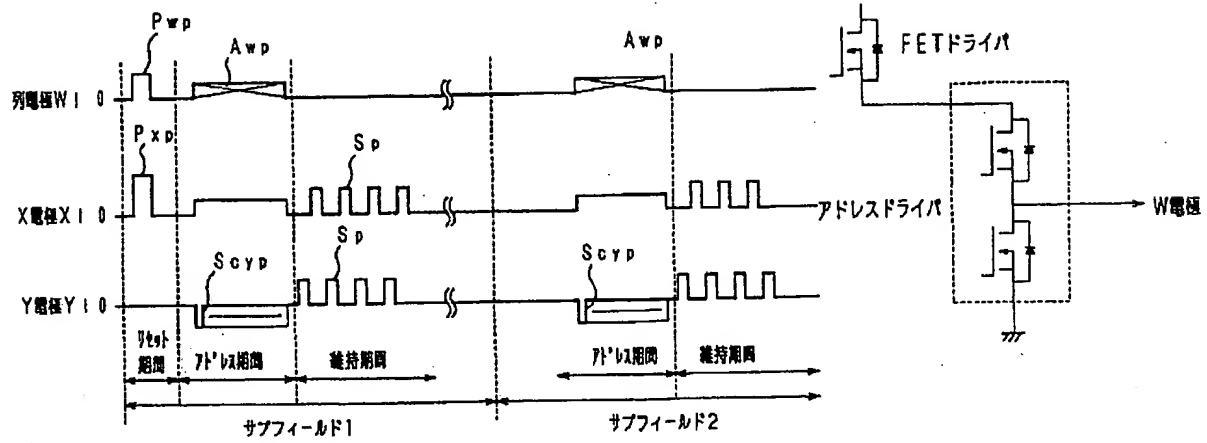 Pwp
Awp
列電極W1 0
Pxp
Sp
X電極X1 0
Sp
Scyp
Y電極Y1 0
リセット
期間
アドレス期間
維持期間
サブフィールド1
Awp
Scyp
アドレス期間
維持期間
サブフィールド2
FETドライバ
アドレスドライバ
W電極